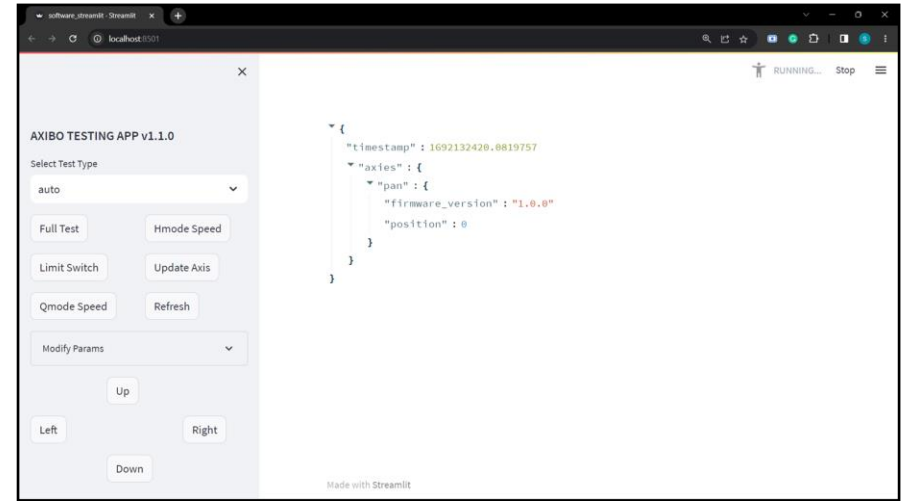 software_streamlit · Streamlit
localhost:8501
RUNNING...
Stop
AXIBO TESTING APP v1.1.0
Select Test Type
auto
Full Test
Hmode Speed
Limit Switch
Update Axis
Qmode Speed
Refresh
Modify Params
Up
Left
Right
Down
{
"timestamp" : 1692132420.0819757
"axies" : {
"pan" : {
"firmware_version" : "1.0.0"
"position" : 0
}
}
}
Made with Streamlit